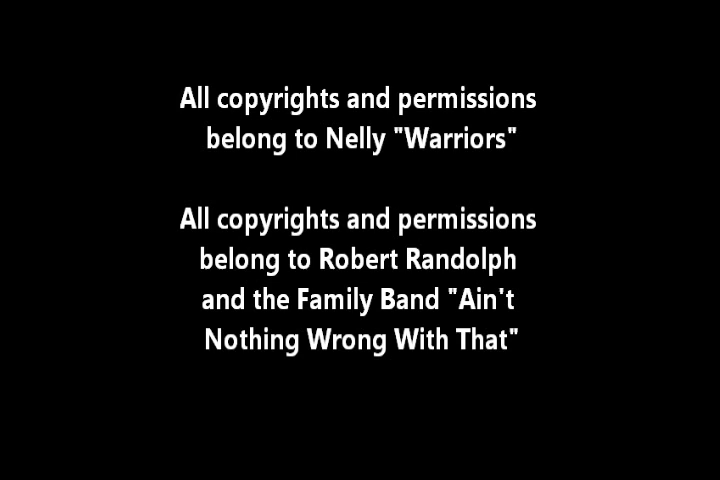 All copyrights and permissions
belong to Nelly "Warriors"
All copyrights and permissions
belong to Robert Randolph
and the Family Band "Ain't
Nothing Wrong With That"